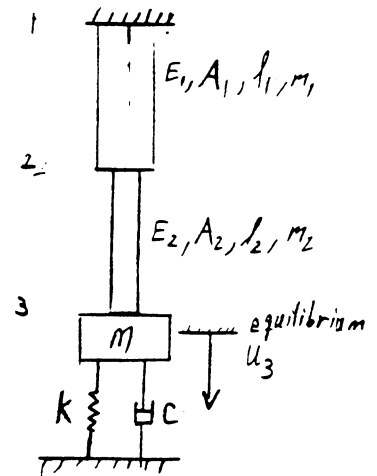 1
E₁, A₁, l₁, m₁
2
E₂, A₂, l₂, m₂
3
m
equilibrium
u₃
K
C